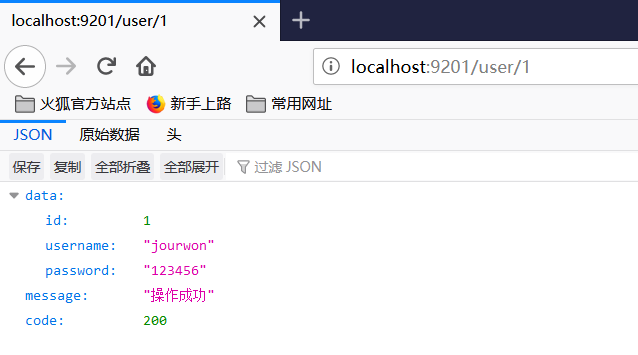 localhost:9201/user/1
localhost:9201/user/1
火狐官方站点 新手上路 常用网址
JSON 原始数据 头
保存 复制 全部折叠 全部展开 过滤 JSON
data:
id: 1
username: "jourwon"
password: "123456"
message: "操作成功"
code: 200